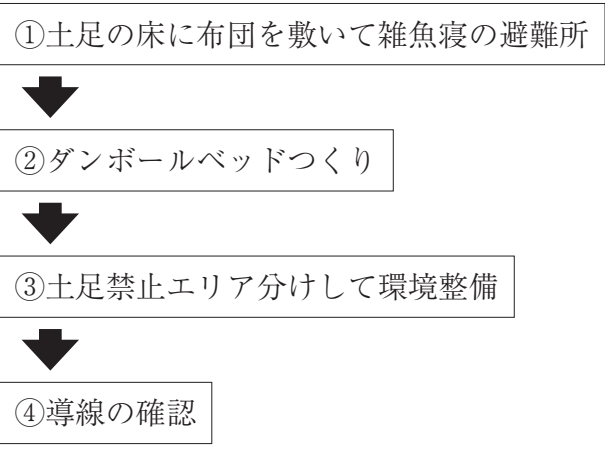 ①土足の床に布団を敷いて雑魚寝の避難所
②ダンボールベッドつくり
③土足禁止エリア分けして環境整備
④導線の確認